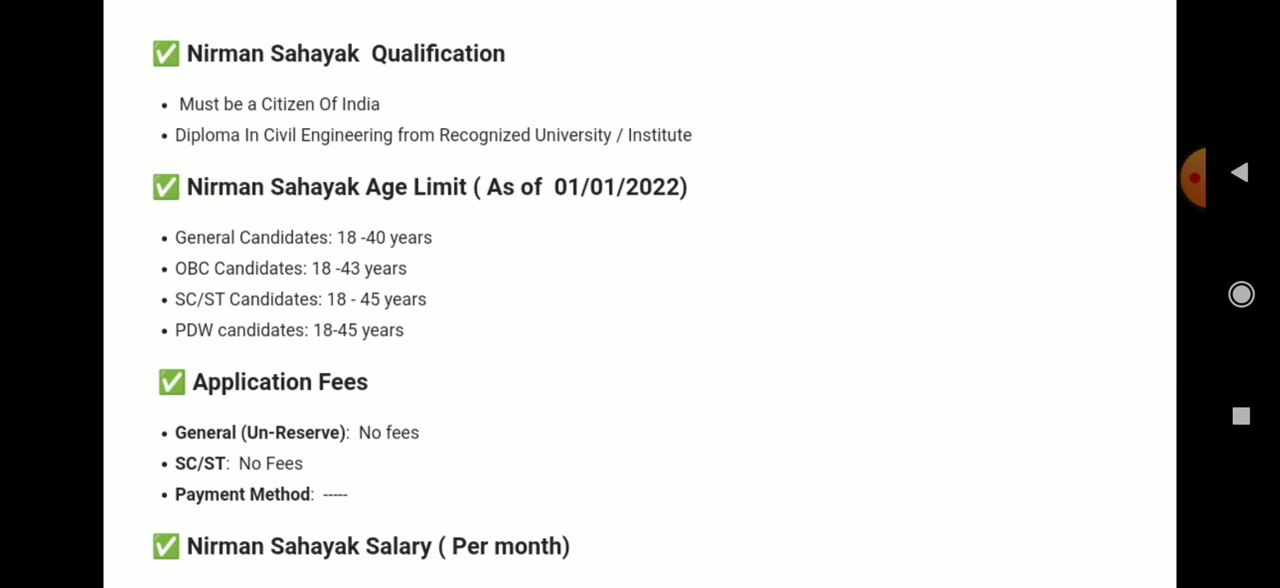 ✅ Nirman Sahayak  Qualification
• Must be a Citizen Of India
• Diploma In Civil Engineering from Recognized University / Institute
✅ Nirman Sahayak Age Limit ( As of  01/01/2022)
• General Candidates: 18 -40 years
• OBC Candidates: 18 -43 years
• SC/ST Candidates: 18 - 45 years
• PDW candidates: 18-45 years
✅ Application Fees
• General (Un-Reserve):  No fees
• SC/ST:  No Fees
• Payment Method:  -----
✅ Nirman Sahayak Salary ( Per month)